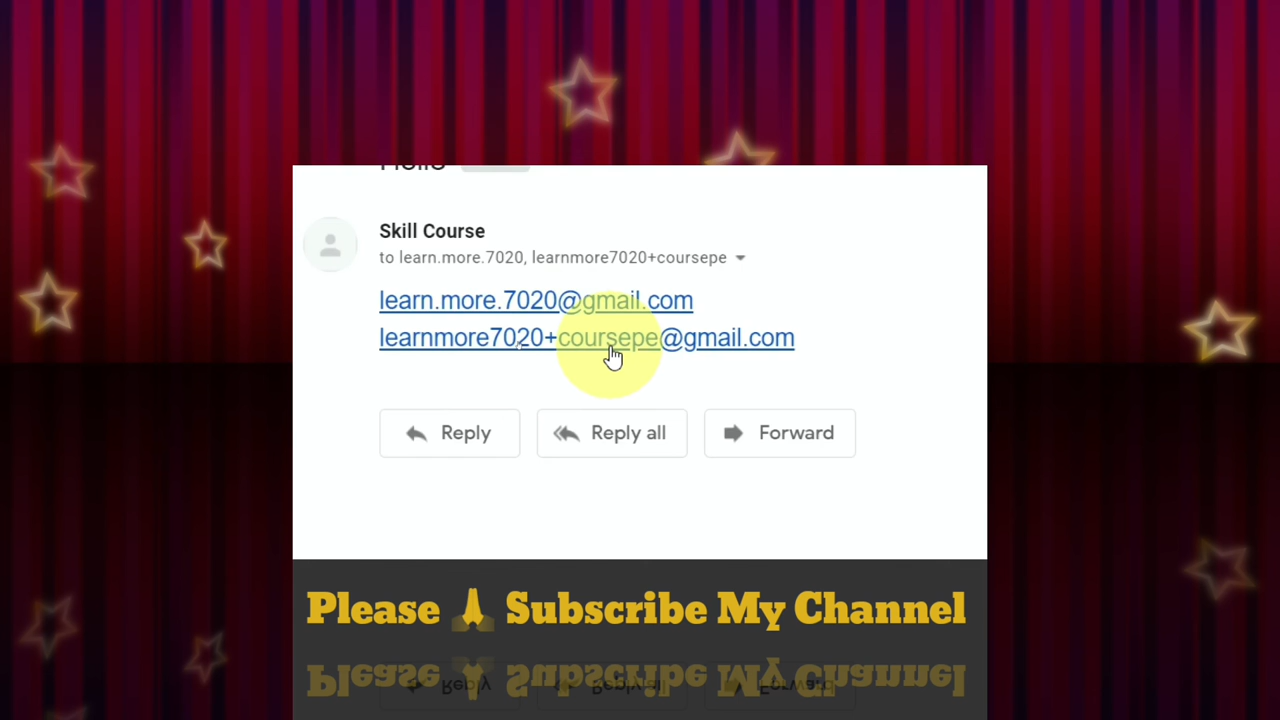 Hello
Skill Course
to learn.more.7020, learnmore7020+coursepe
learn.more.7020@gmail.com
learnmore7020+coursepe@gmail.com
Reply
Reply all
Forward
Please 🙏 Subscribe My Channel